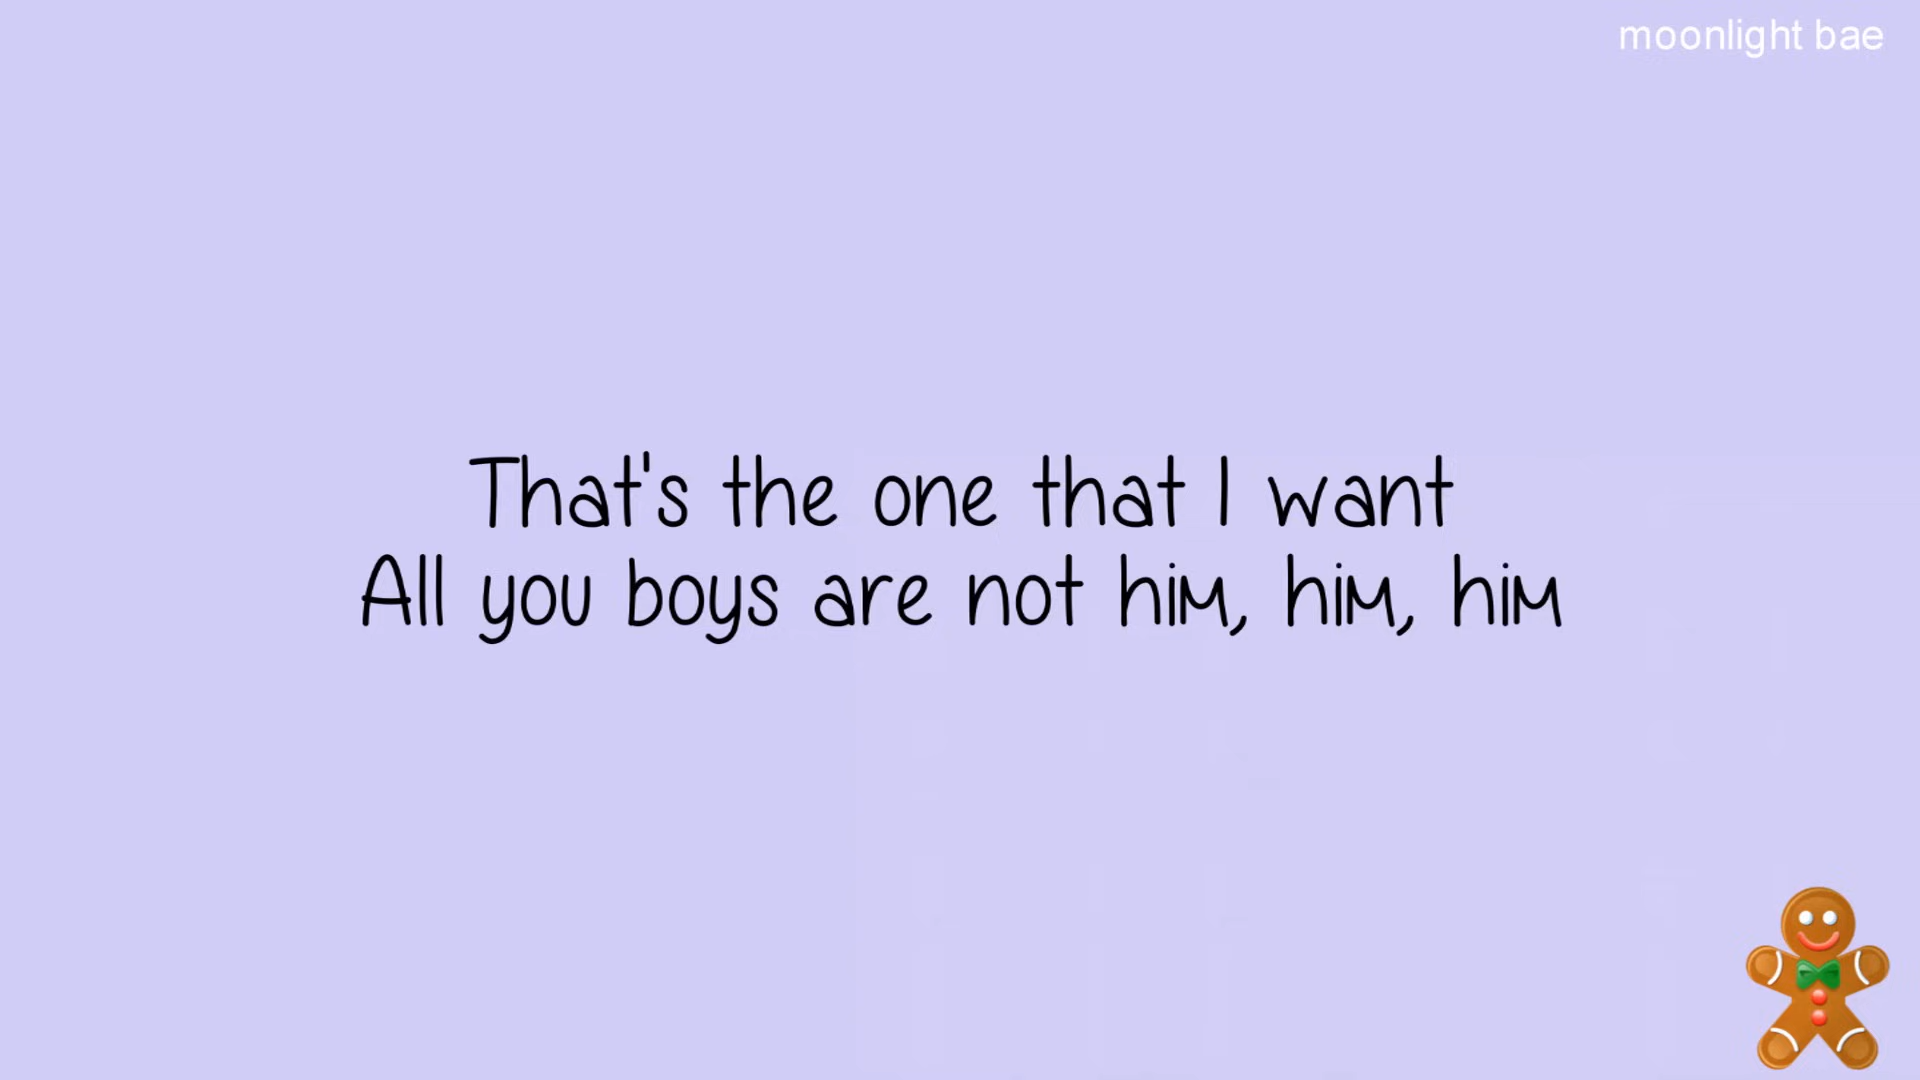 moonlight bae
That's the one that I want
All you boys are not him, him, him